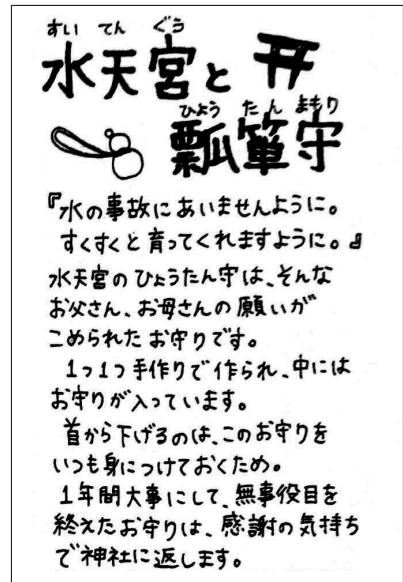 すい てん ぐう
水天宮と
ひょう たん まもり
瓢箪守
『水の事故にあいませんように。
すくすくと育ってくれますように。』
水天宮のひょうたん守は、そんな
お父さん、お母さんの願いが
こめられたお守りです。
1つ1つ手作りで作られ、中には
お守りが入っています。
首から下げるのは、このお守りを
いつも身につけておくため。
1年間大事にして、無事役目を
終えたお守りは、感謝の気持ち
で神社に返します。